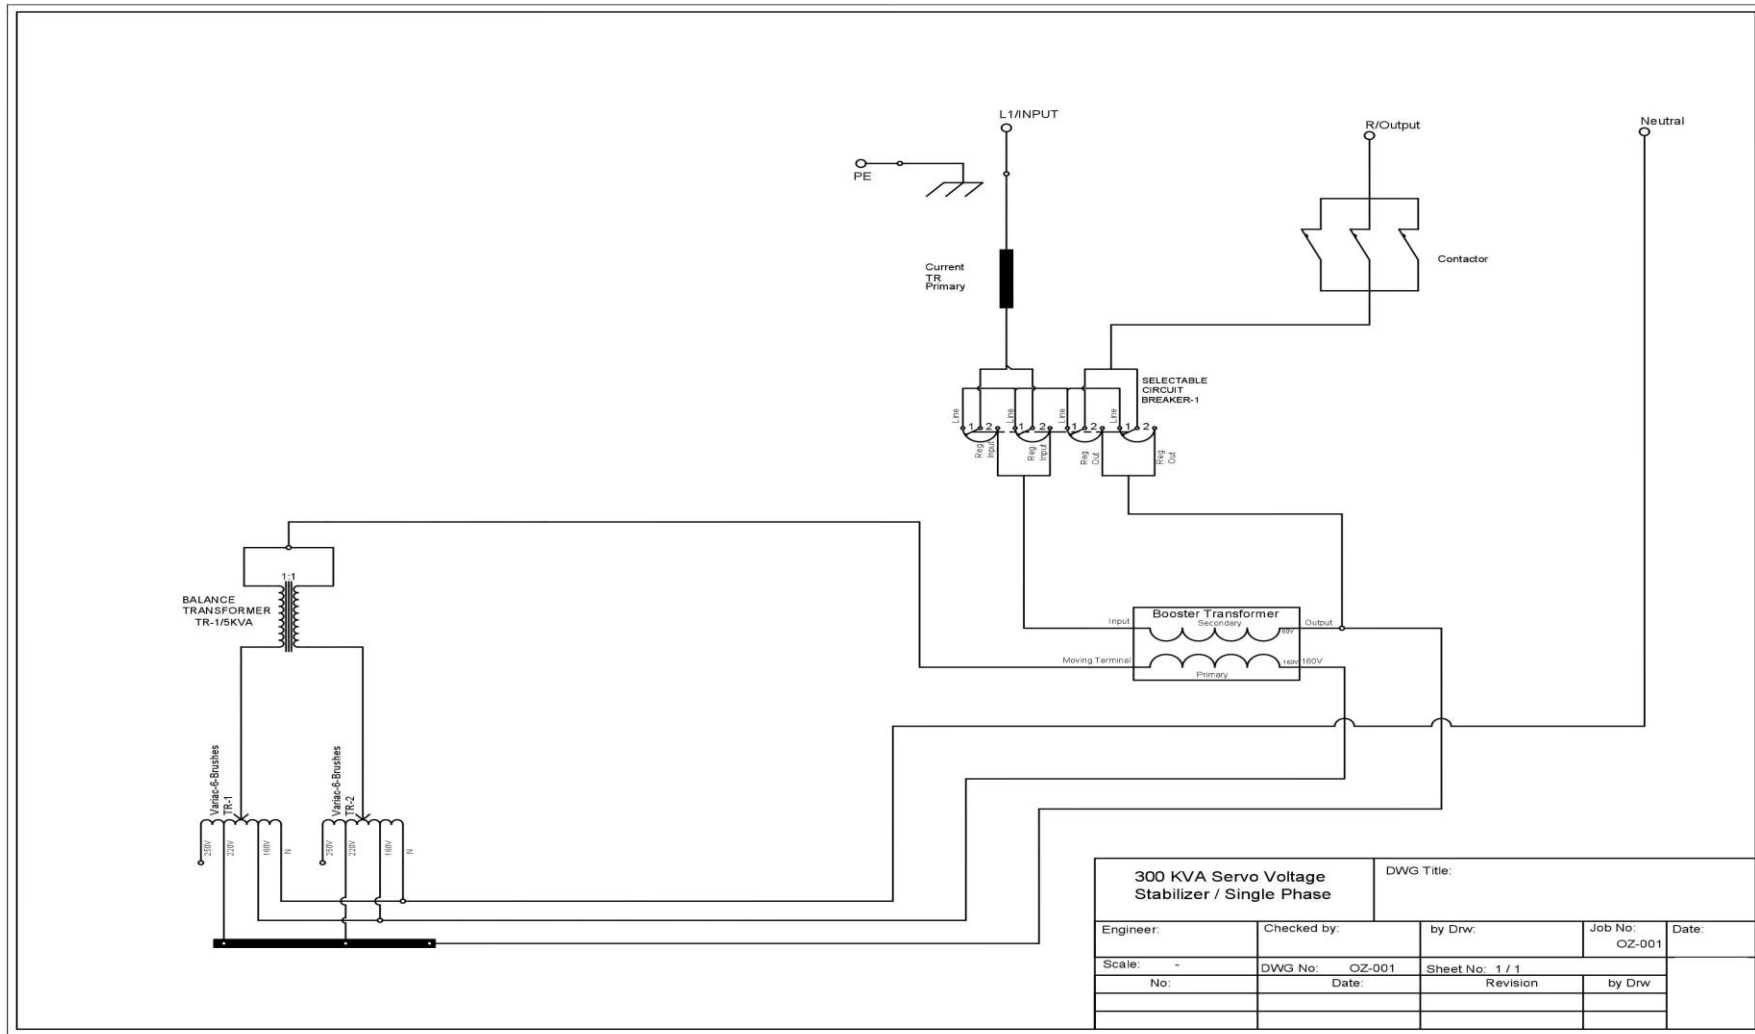 L1/INPUT
R/Output
Neutral
PE
Current
TR
Primary
Contactor
SELECTABLE
CIRCUIT
BREAKER-1
Line
Line
Line
Line
1 2
1 2
1 2
1 2
Reg
Input
Reg
Input
Reg
Out
Reg
Out
1:1
BALANCE
TRANSFORMER
TR-1/5KVA
Booster Transformer
Input
Secondary
Output
Moving Terminal
160V
160V
Primary
Variac-6-Brushes
TR-1
Variac-6-Brushes
TR-2
250V
220V
160V
N
250V
220V
160V
N
300 KVA Servo Voltage
Stabilizer / Single Phase
DWG Title:
Engineer:
Checked by:
by Drw:
Job No:
OZ-001
Date:
Scale: -
DWG No: OZ-001
Sheet No: 1 / 1
No:
Date:
Revision
by Drw